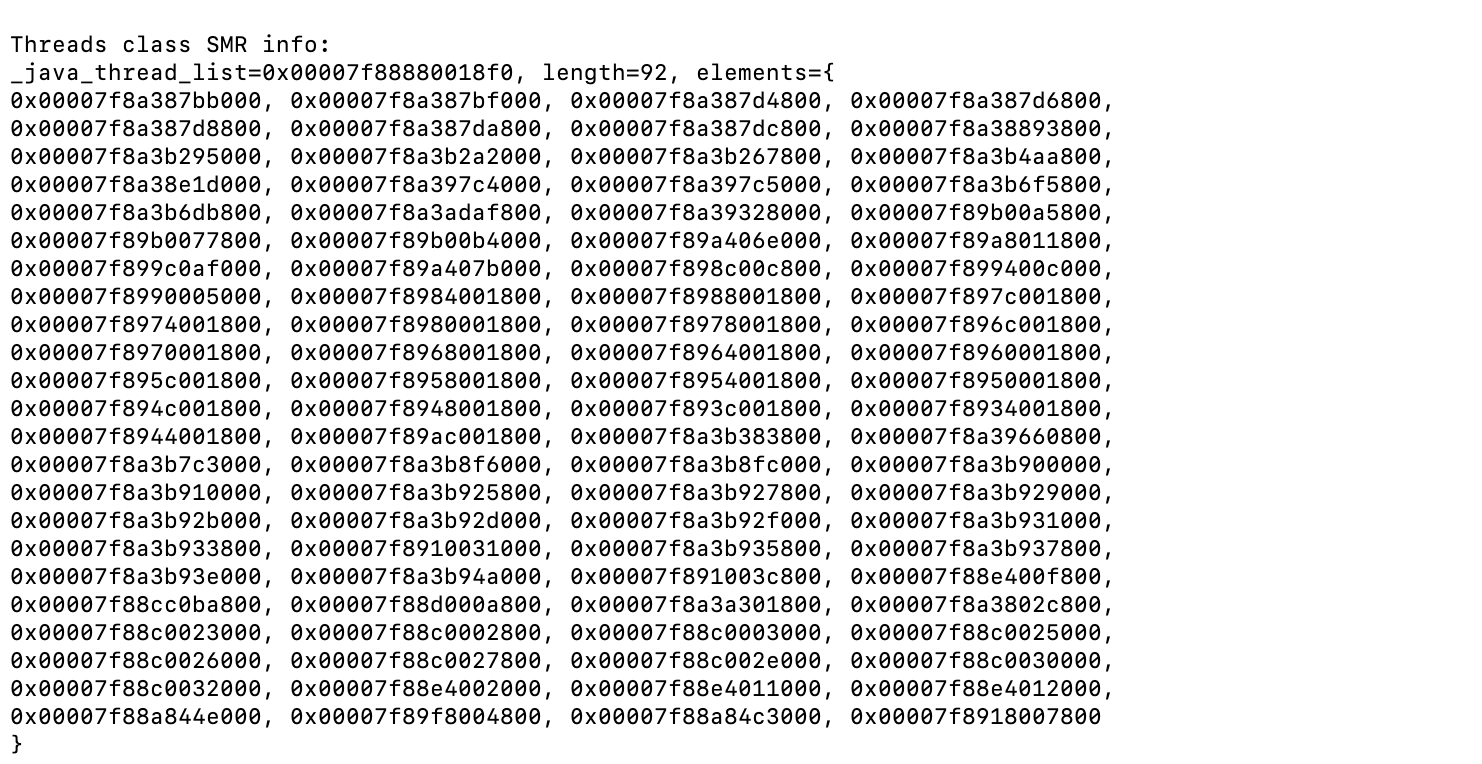 Threads class SMR info:
_java_thread_list=0x00007f88880018f0, length=92, elements={
0x00007f8a387bb000, 0x00007f8a387bf000, 0x00007f8a387d4800, 0x00007f8a387d6800,
0x00007f8a387d8800, 0x00007f8a387da800, 0x00007f8a387dc800, 0x00007f8a38893800,
0x00007f8a3b295000, 0x00007f8a3b2a2000, 0x00007f8a3b267800, 0x00007f8a3b4aa800,
0x00007f8a38e1d000, 0x00007f8a397c4000, 0x00007f8a397c5000, 0x00007f8a3b6f5800,
0x00007f8a3b6db800, 0x00007f8a3adaf800, 0x00007f8a39328000, 0x00007f89b00a5800,
0x00007f89b0077800, 0x00007f89b00b4000, 0x00007f89a406e000, 0x00007f89a8011800,
0x00007f899c0af000, 0x00007f89a407b000, 0x00007f898c00c800, 0x00007f899400c000,
0x00007f8990005000, 0x00007f8984001800, 0x00007f8988001800, 0x00007f897c001800,
0x00007f8974001800, 0x00007f8980001800, 0x00007f8978001800, 0x00007f896c001800,
0x00007f8970001800, 0x00007f8968001800, 0x00007f8964001800, 0x00007f8960001800,
0x00007f895c001800, 0x00007f8958001800, 0x00007f8954001800, 0x00007f8950001800,
0x00007f894c001800, 0x00007f8948001800, 0x00007f893c001800, 0x00007f8934001800,
0x00007f8944001800, 0x00007f89ac001800, 0x00007f8a3b383800, 0x00007f8a39660800,
0x00007f8a3b7c3000, 0x00007f8a3b8f6000, 0x00007f8a3b8fc000, 0x00007f8a3b900000,
0x00007f8a3b910000, 0x00007f8a3b925800, 0x00007f8a3b927800, 0x00007f8a3b929000,
0x00007f8a3b92b000, 0x00007f8a3b92d000, 0x00007f8a3b92f000, 0x00007f8a3b931000,
0x00007f8a3b933800, 0x00007f8910031000, 0x00007f8a3b935800, 0x00007f8a3b937800,
0x00007f8a3b93e000, 0x00007f8a3b94a000, 0x00007f891003c800, 0x00007f88e400f800,
0x00007f88cc0ba800, 0x00007f88d000a800, 0x00007f8a3a301800, 0x00007f8a3802c800,
0x00007f88c0023000, 0x00007f88c0002800, 0x00007f88c0003000, 0x00007f88c0025000,
0x00007f88c0026000, 0x00007f88c0027800, 0x00007f88c002e000, 0x00007f88c0030000,
0x00007f88c0032000, 0x00007f88e4002000, 0x00007f88e4011000, 0x00007f88e4012000,
0x00007f88a844e000, 0x00007f89f8004800, 0x00007f88a84c3000, 0x00007f8918007800
}